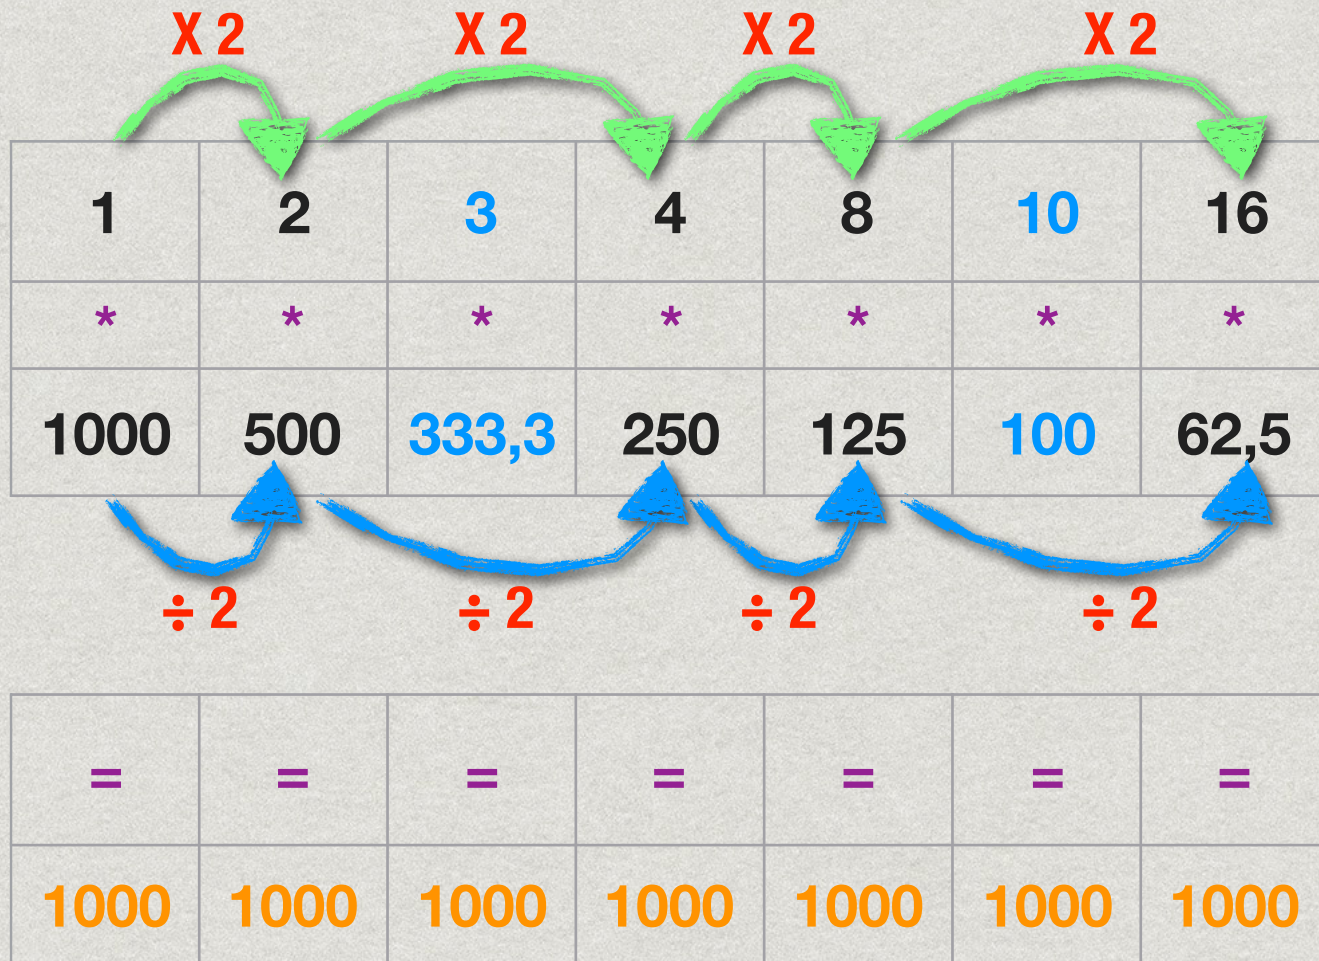 X 2 X 2 X 2 X 2
1 2 3 4 8 10 16
* * * * * * *
1000 500 333,3 250 125 100 62,5
÷ 2 ÷ 2 ÷ 2 ÷ 2
= = = = = = =
1000 1000 1000 1000 1000 1000 1000